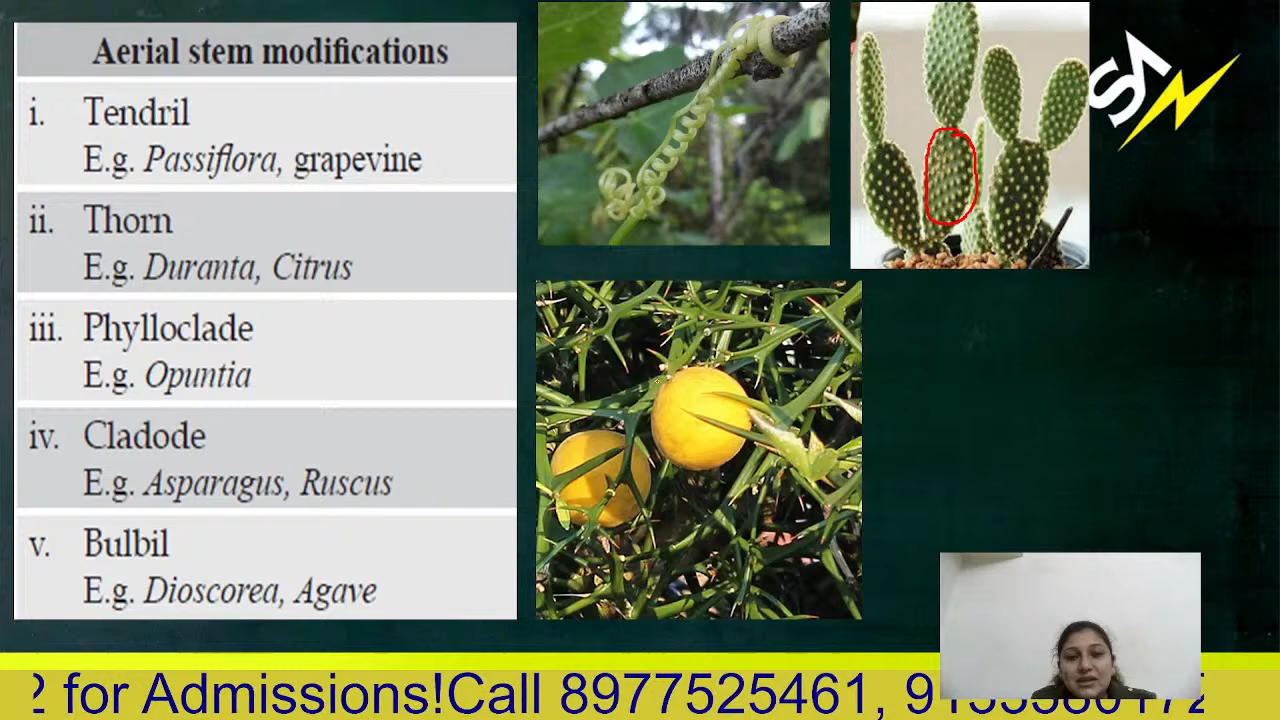 Aerial stem modifications
i. Tendril
E.g. Passiflora, grapevine
ii. Thorn
E.g. Duranta, Citrus
iii. Phylloclade
E.g. Opuntia
iv. Cladode
E.g. Asparagus, Ruscus
v. Bulbil
E.g. Dioscorea, Agave
2 for Admissions!Call 8977525461,